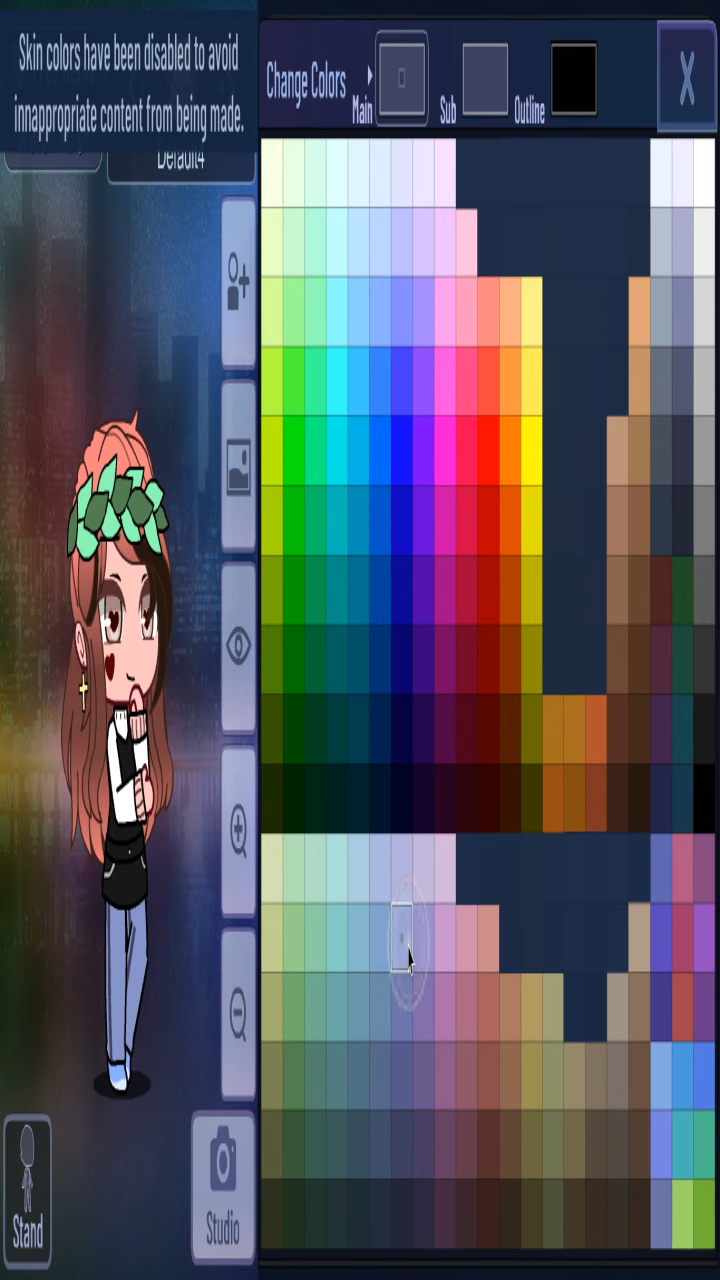 Skin colors have been disabled to avoid
innappropriate content from being made.
Default4
Change Colors
Main
Sub
Outline
X
Stand
Studio